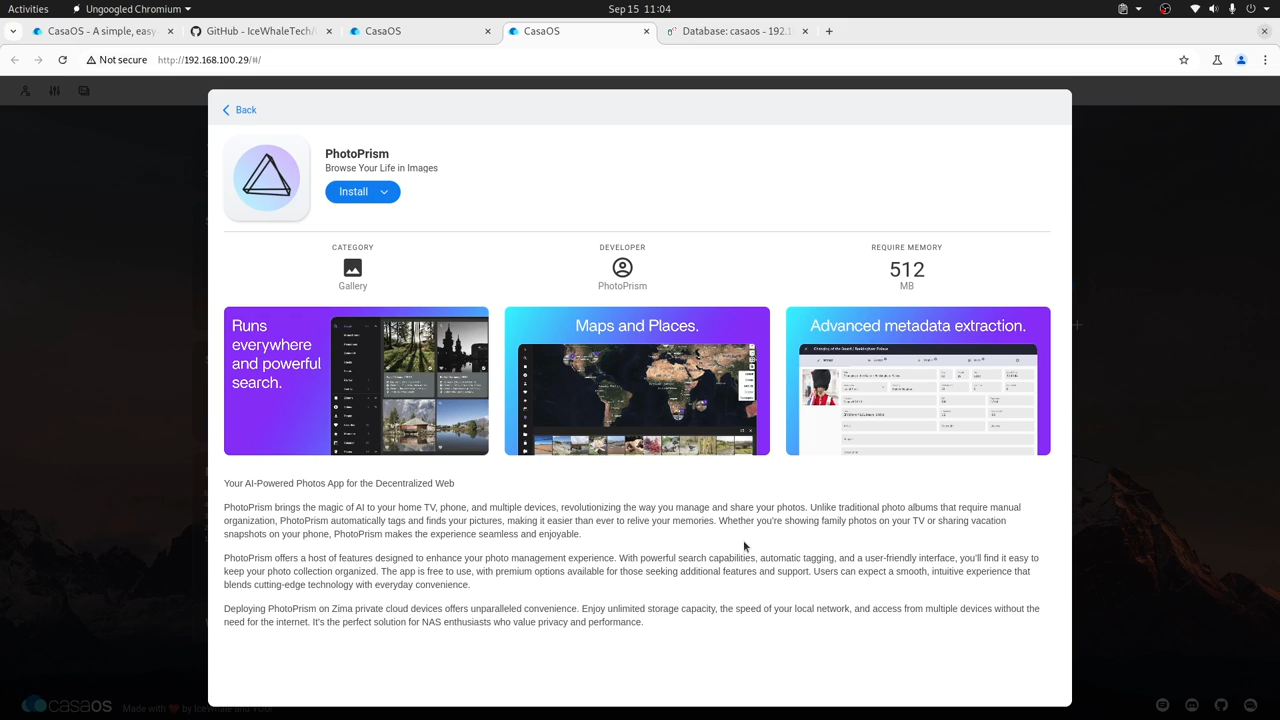 Activities
Ungoogled Chromium
Sep 15 11:04
CasaOS - A simple, easy-
GitHub - IceWhaleTech/
CasaOS
CasaOS
Database: casaos - 192.1
Not secure
http://192.168.100.29/#/
Back
PhotoPrism
Browse Your Life in Images
Install
CATEGORY
Gallery
DEVELOPER
PhotoPrism
REQUIRE MEMORY
512
MB
Runs
everywhere
and powerful
search.
Maps and Places.
Advanced metadata extraction.
Your AI-Powered Photos App for the Decentralized Web
PhotoPrism brings the magic of AI to your home TV, phone, and multiple devices, revolutionizing the way you manage and share your photos. Unlike traditional photo albums that require manual
organization, PhotoPrism automatically tags and finds your pictures, making it easier than ever to relive your memories. Whether you're showing family photos on your TV or sharing vacation
snapshots on your phone, PhotoPrism makes the experience seamless and enjoyable.
PhotoPrism offers a host of features designed to enhance your photo management experience. With powerful search capabilities, automatic tagging, and a user-friendly interface, you'll find it easy to
keep your photo collection organized. The app is free to use, with premium options available for those seeking additional features and support. Users can expect a smooth, intuitive experience that
blends cutting-edge technology with everyday convenience.
Deploying PhotoPrism on Zima private cloud devices offers unparalleled convenience. Enjoy unlimited storage capacity, the speed of your local network, and access from multiple devices without the
need for the internet. It's the perfect solution for NAS enthusiasts who value privacy and performance.
casaos
Made with ❤️ by IceWhale and You!